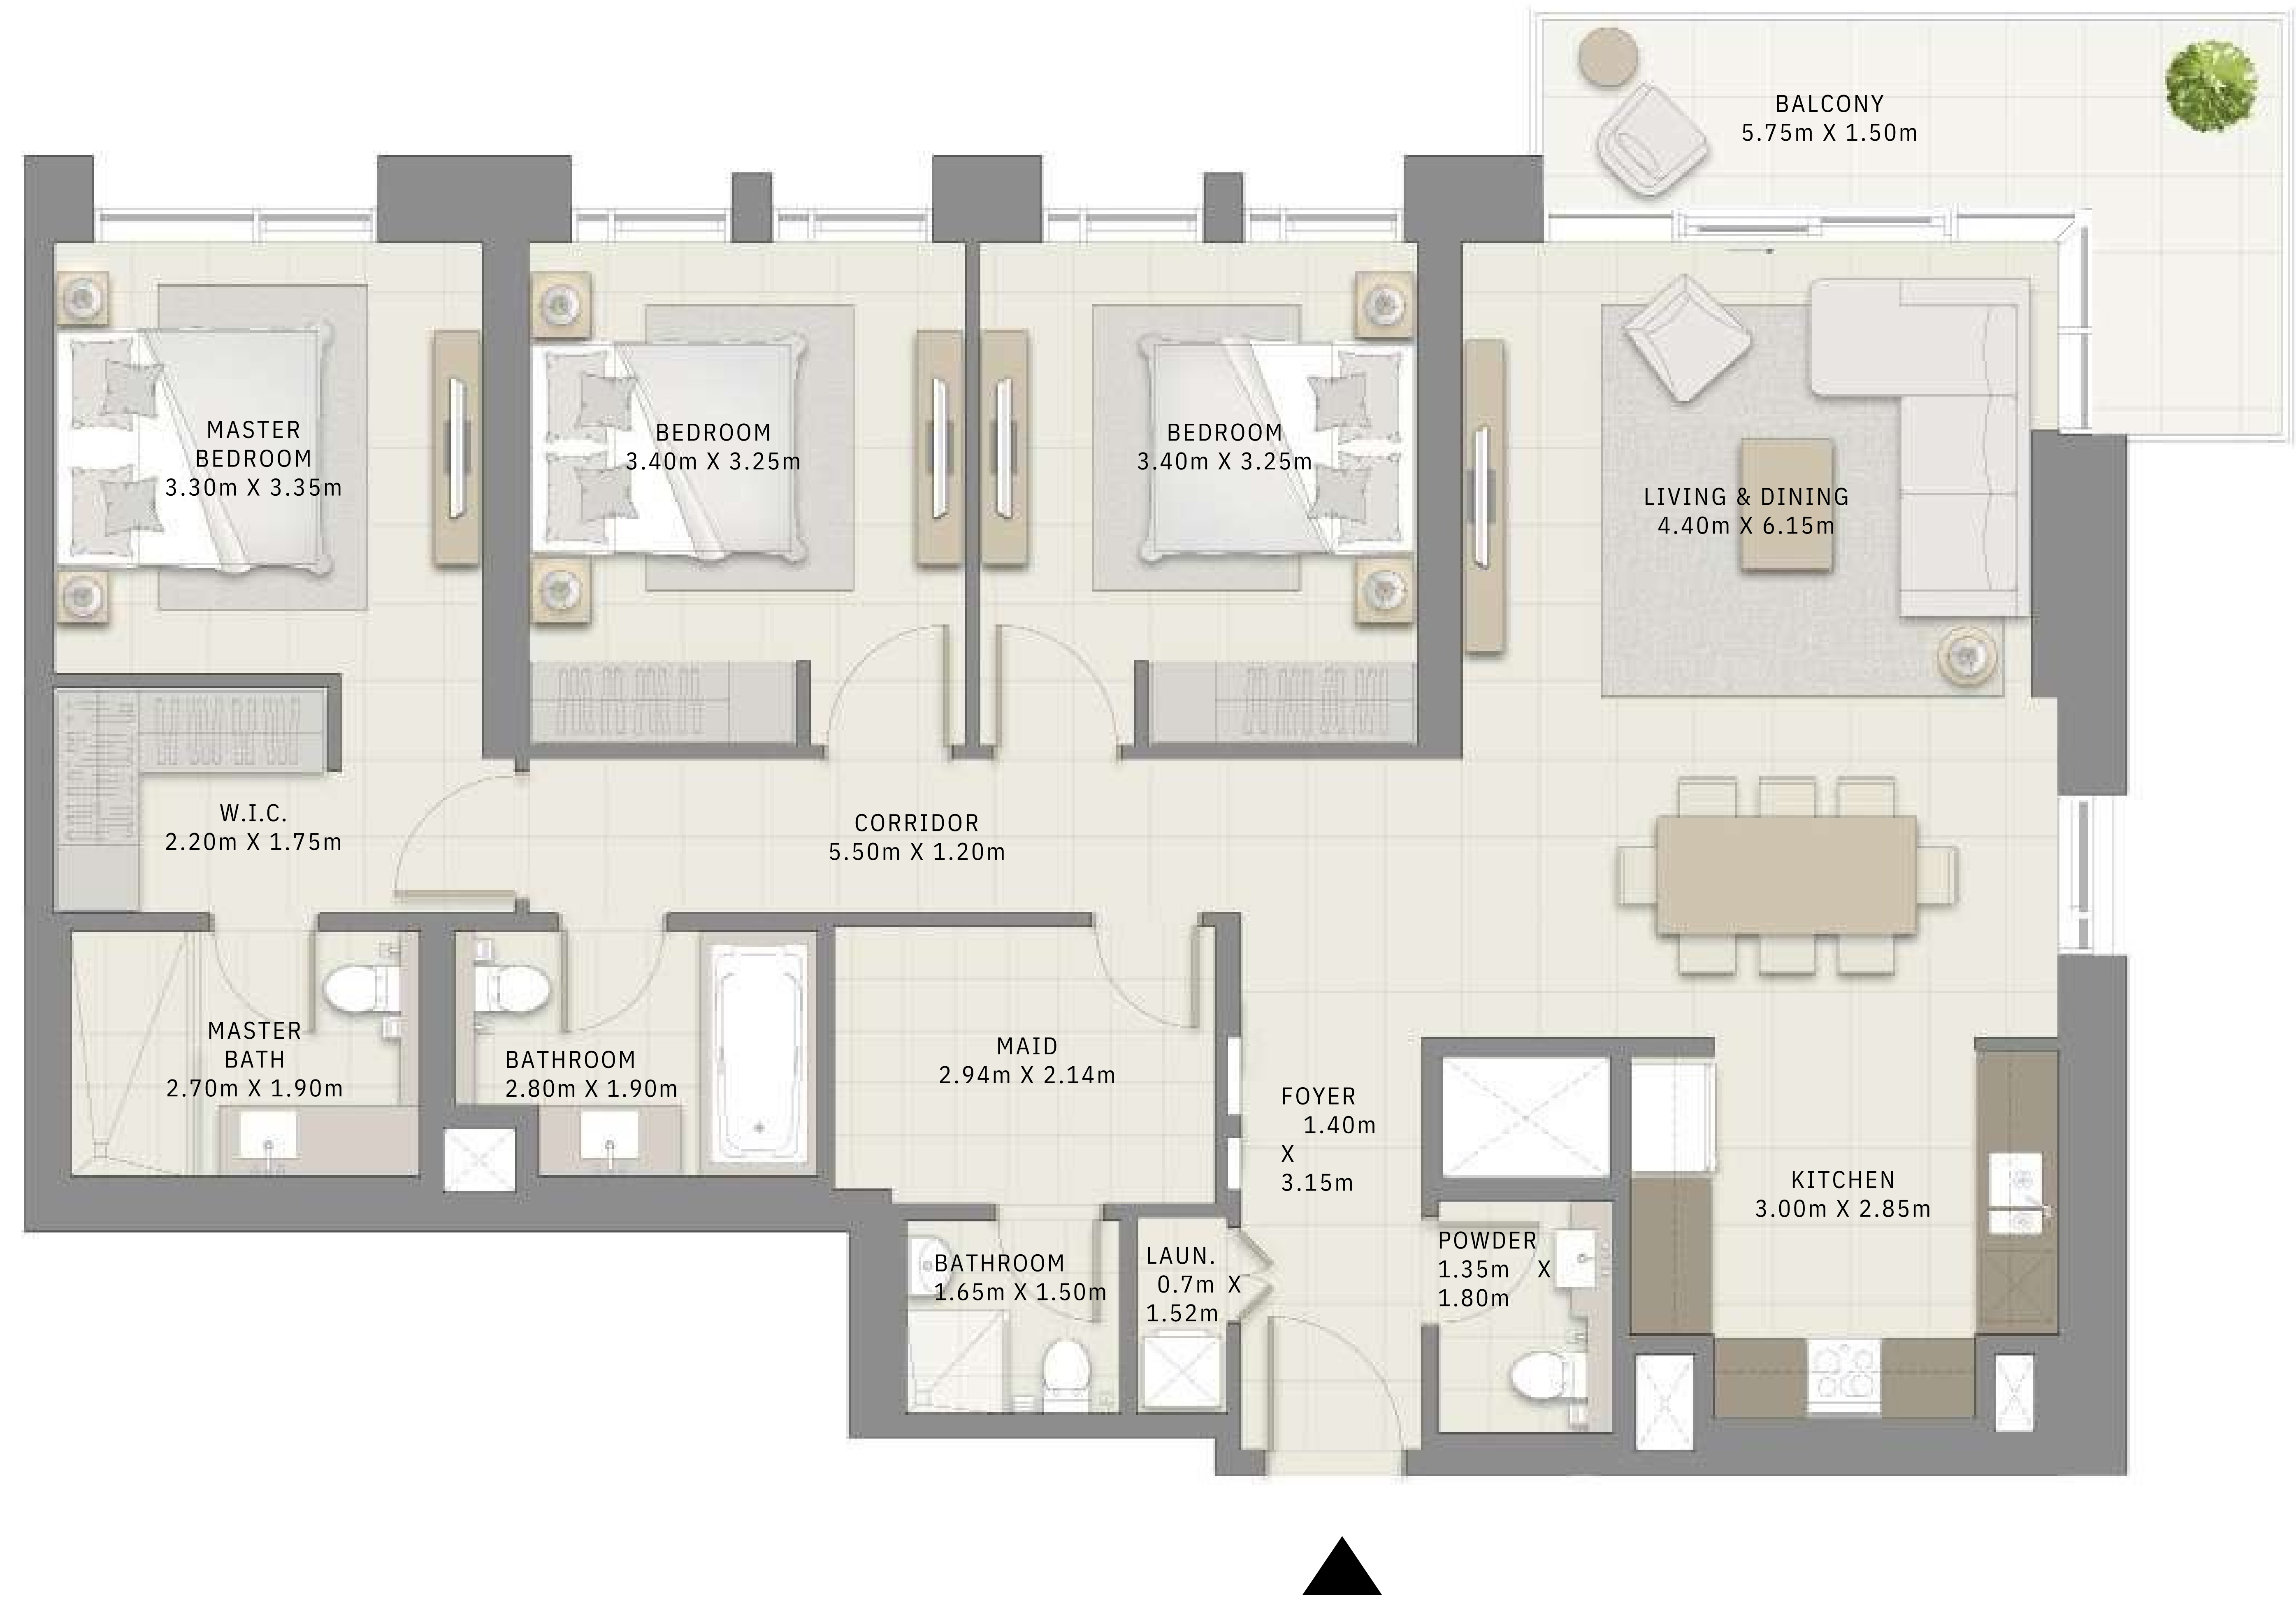 BALCONY
5.75m X 1.50m
MASTER
BEDROOM
3.30m X 3.35m
BEDROOM
3.40m X 3.25m
BEDROOM
3.40m X 3.25m
LIVING & DINING
4.40m X 6.15m
W.I.C.
2.20m X 1.75m
CORRIDOR
5.50m X 1.20m
MASTER
BATH
2.70m X 1.90m
BATHROOM
2.80m X 1.90m
MAID
2.94m X 2.14m
FOYER
1.40m
X
3.15m
KITCHEN
3.00m X 2.85m
BATHROOM
1.65m X 1.50m
LAUN.
0.7m X
1.52m
POWDER
1.35m X
1.80m